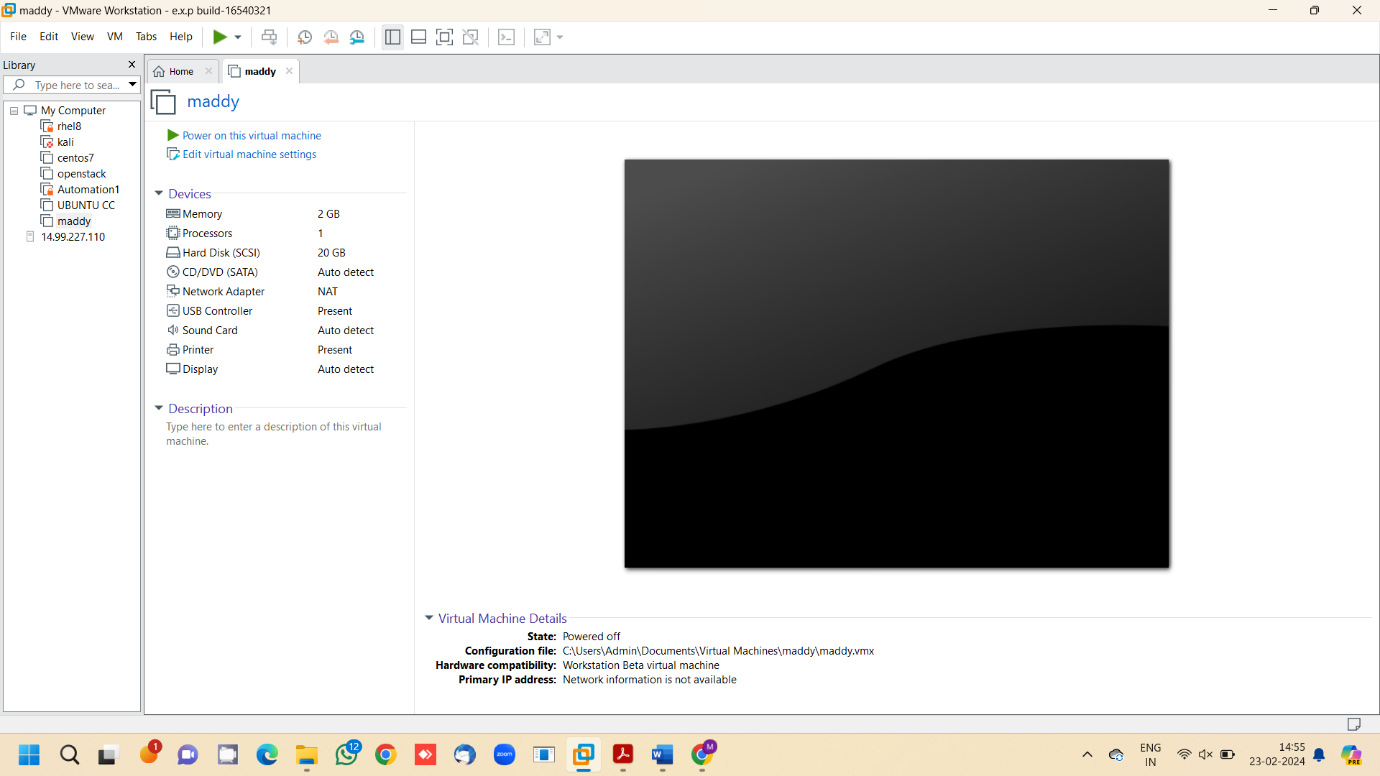 maddy - VMware Workstation - e.x.p build-16540321
File Edit View VM Tabs Help
Library
Type here to sea...
My Computer
rhel8
kali
centos7
openstack
Automation1
UBUNTU CC
maddy
14.99.227.110
Home
maddy
maddy
Power on this virtual machine
Edit virtual machine settings
Devices
Memory 2 GB
Processors 1
Hard Disk (SCSI) 20 GB
CD/DVD (SATA) Auto detect
Network Adapter NAT
USB Controller Present
Sound Card Auto detect
Printer Present
Display Auto detect
Description
Type here to enter a description of this virtual
machine.
Virtual Machine Details
State: Powered off
Configuration file: C:\Users\Admin\Documents\Virtual Machines\maddy\maddy.vmx
Hardware compatibility: Workstation Beta virtual machine
Primary IP address: Network information is not available
1
12
zoom
W
M
ENG
IN
14:55
23-02-2024
PRE